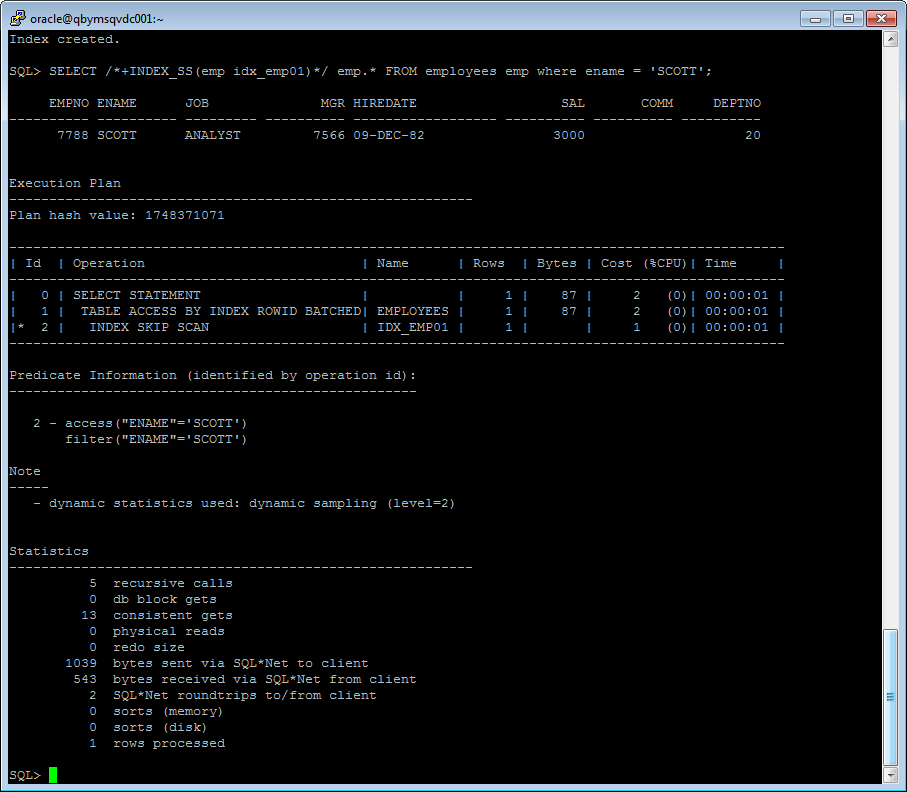 oracle@qbymsqvdc001:~
Index created.
SQL> SELECT /*+INDEX_SS(emp idx_emp01)*/ emp.* FROM employees emp where ename = 'SCOTT';
     EMPNO ENAME      JOB              MGR HIREDATE                  SAL       COMM     DEPTNO
---------- ---------- --------- ---------- ------------------ ---------- ---------- ----------
      7788 SCOTT      ANALYST         7566 09-DEC-82                3000                    20
Execution Plan
----------------------------------------------------------
Plan hash value: 1748371071
-------------------------------------------------------------------------------------------------
| Id  | Operation                           | Name      | Rows  | Bytes | Cost (%CPU)| Time     |
-------------------------------------------------------------------------------------------------
|   0 | SELECT STATEMENT                    |           |     1 |    87 |     2   (0)| 00:00:01 |
|   1 |  TABLE ACCESS BY INDEX ROWID BATCHED| EMPLOYEES |     1 |    87 |     2   (0)| 00:00:01 |
|*  2 |   INDEX SKIP SCAN                   | IDX_EMP01 |     1 |       |     1   (0)| 00:00:01 |
-------------------------------------------------------------------------------------------------
Predicate Information (identified by operation id):
---------------------------------------------------
   2 - access("ENAME"='SCOTT')
       filter("ENAME"='SCOTT')
Note
-----
   - dynamic statistics used: dynamic sampling (level=2)
Statistics
----------------------------------------------------------
          5  recursive calls
          0  db block gets
         13  consistent gets
          0  physical reads
          0  redo size
       1039  bytes sent via SQL*Net to client
        543  bytes received via SQL*Net from client
          2  SQL*Net roundtrips to/from client
          0  sorts (memory)
          0  sorts (disk)
          1  rows processed
SQL>